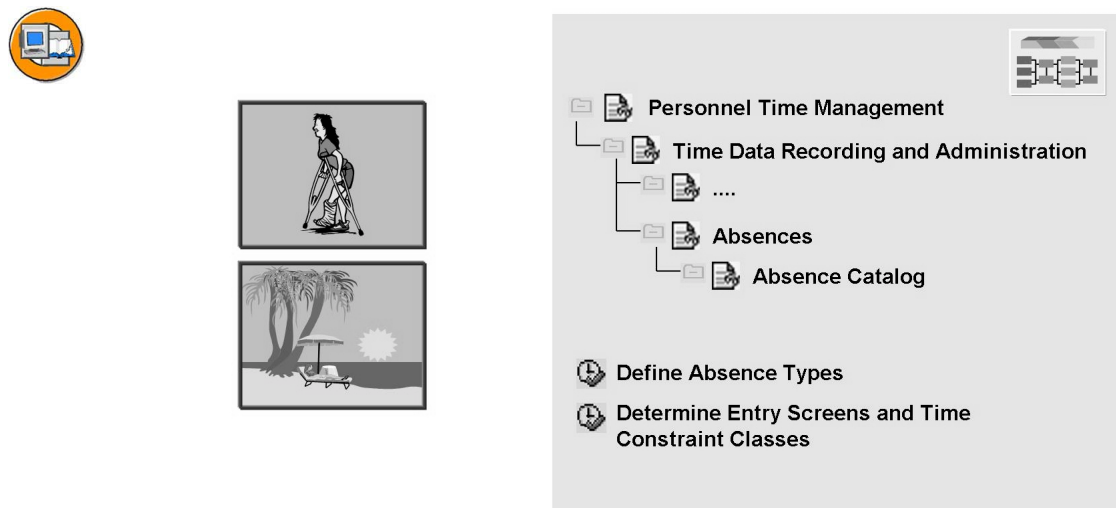 Personnel Time Management
Time Data Recording and Administration
....
Absences
Absence Catalog
Define Absence Types
Determine Entry Screens and Time
Constraint Classes